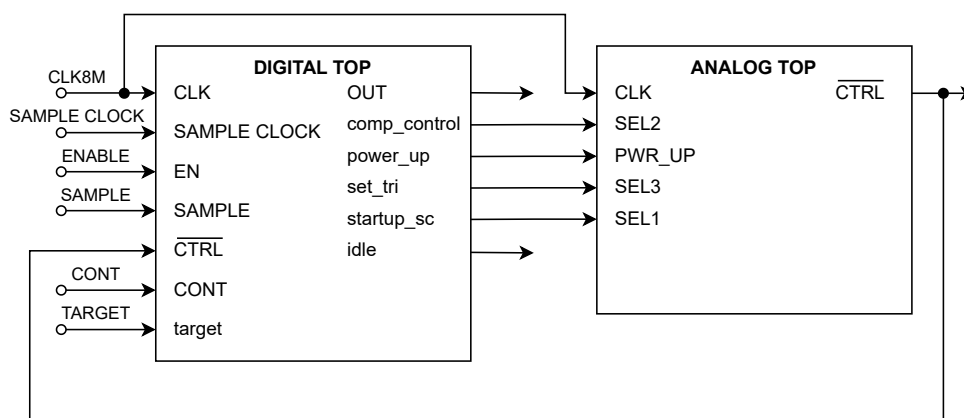 DIGITAL TOP
ANALOG TOP
CLK8M
CLK
OUT
CLK
CTRL
SAMPLE CLOCK
SAMPLE CLOCK
comp_control
SEL2
ENABLE
EN
power_up
PWR_UP
SAMPLE
SAMPLE
set_tri
SEL3
startup_sc
SEL1
CTRL
idle
CONT
CONT
TARGET
target